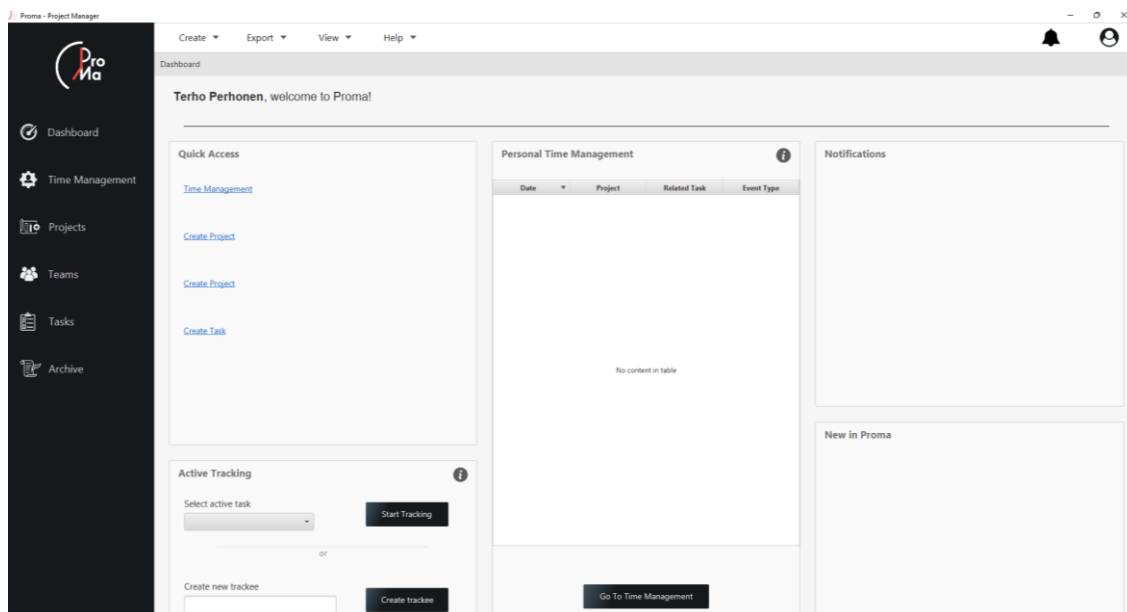 Proma - Project Manager
Create Export View Help
Pro
Ma
Dashboard
Terho Perhonen, welcome to Proma!
Dashboard
Time Management
Projects
Teams
Tasks
Archive
Quick Access
Time Management
Create Project
Create Project
Create Task
Active Tracking
Select active task
Start Tracking
or
Create new trackee
Create trackee
Personal Time Management
Date Project Related Task Event Type
No content in table
Go To Time Management
Notifications
New in Proma